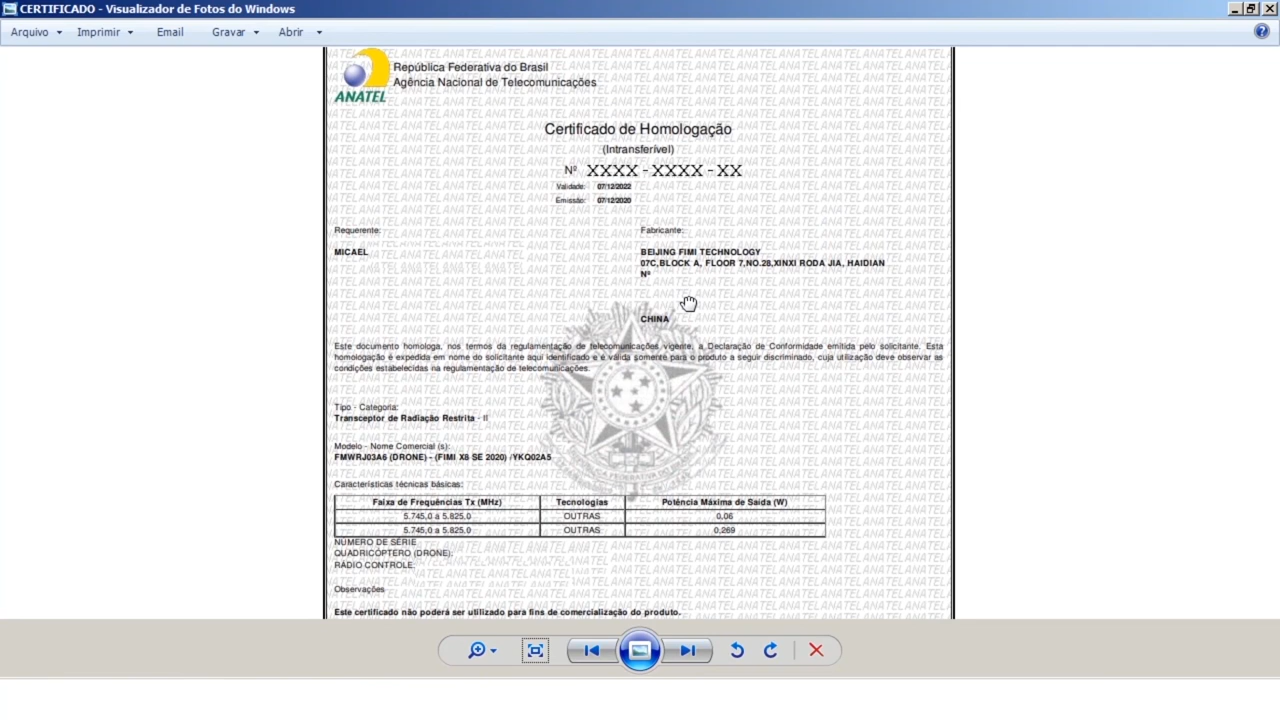 CERTIFICADO - Visualizador de Fotos do Windows
Arquivo Imprimir Email Gravar Abrir
ANATEL
República Federativa do Brasil
Agência Nacional de Telecomunicações
Certificado de Homologação
(Intransferível)
Nº XXXX - XXXX - XX
Validade: 07/12/2022
Emissão: 07/12/2020
Requerente: Fabricante:
MICAEL BEIJING FIMI TECHNOLOGY
07C,BLOCK A, FLOOR 7,NO.28,XINXI RODA JIA, HAIDIAN
Nº
CHINA
Este documento homologa, nos termos da regulamentação de telecomunicações vigente, a Declaração de Conformidade emitida pelo solicitante. Esta
homologação é expedida em nome do solicitante aqui identificado e é válida somente para o produto a seguir discriminado, cuja utilização deve observar as
condições estabelecidas na regulamentação de telecomunicações.
Tipo - Categoria:
Transceptor de Radiação Restrita - II
Modelo - Nome Comercial (s):
FMWRJ03A6 (DRONE) - (FIMI X8 SE 2020) /YKQ02A5
Características técnicas básicas:
Faixa de Frequências Tx (MHz) Tecnologias Potência Máxima de Saída (W)
5.745,0 a 5.825,0 OUTRAS 0,06
5.745,0 a 5.825,0 OUTRAS 0,269
NÚMERO DE SÉRIE
QUADRICÓPTERO (DRONE):
RÁDIO CONTROLE:
Observações
Este certificado não poderá ser utilizado para fins de comercialização do produto.